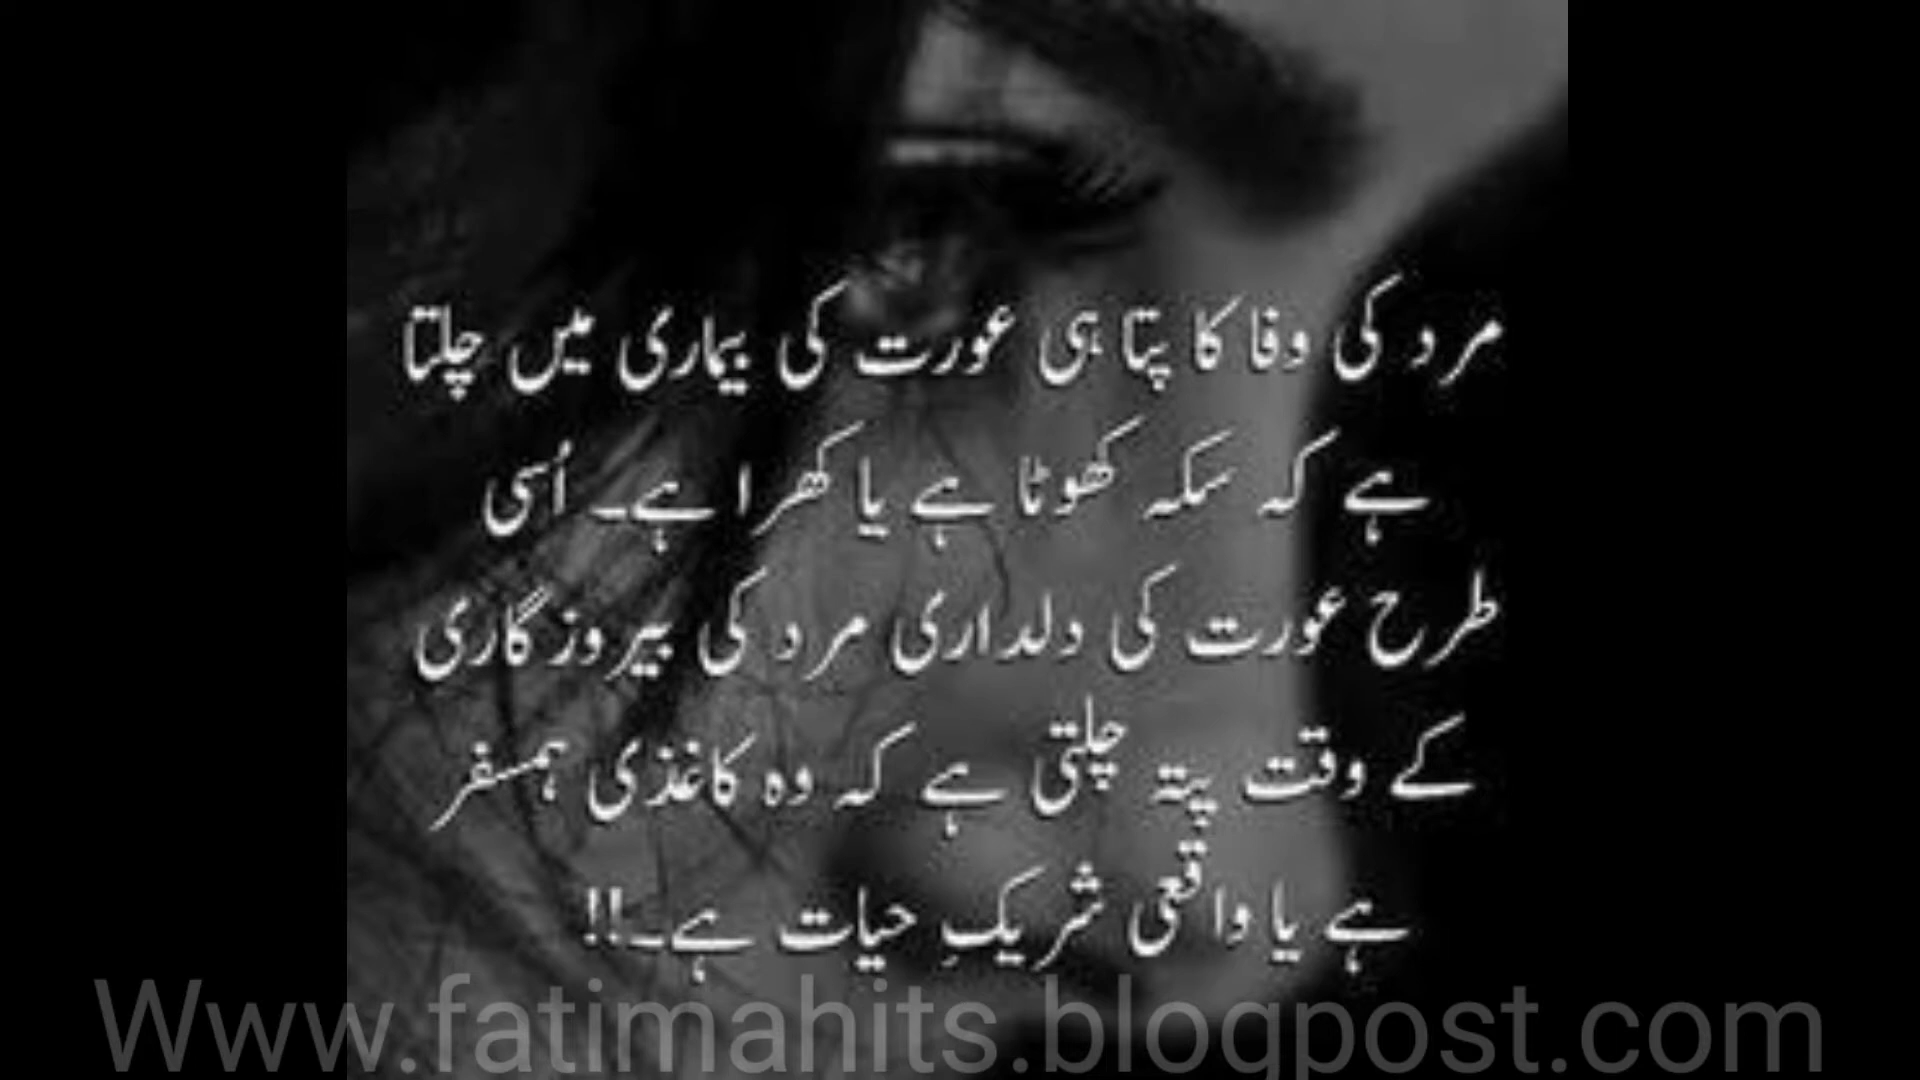 مرد کی وفا کا پتا ہی عورت کی بیماری میں چلتا
ہے کہ سکہ کھوٹا ہے یا کھرا ہے۔ اُسی
طرح عورت کی دلداری مرد کی بیروزگاری
کے وقت پتہ چلتی ہے کہ وہ کاغذی ہمسفر
ہے یا واقعی شریکِ حیات ہے۔!!
Www.fatimahits.blogpost.com